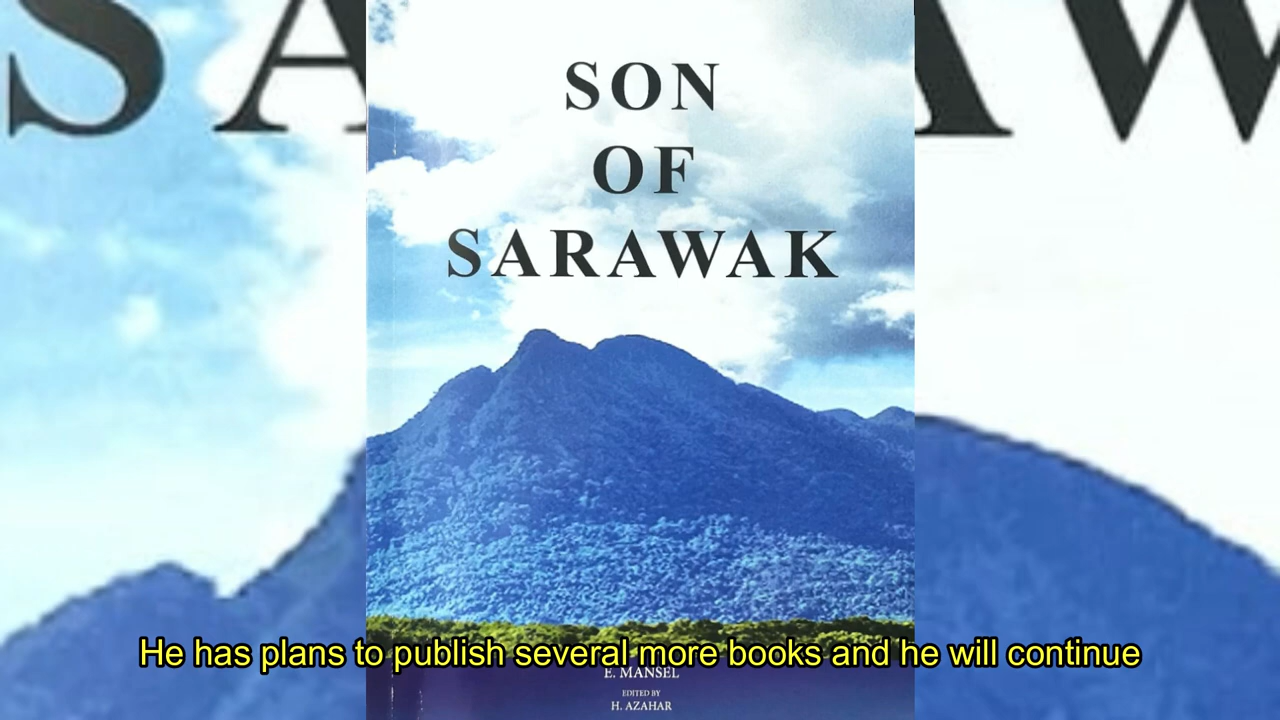 SON
OF
SARAWAK
He has plans to publish several more books and he will continue
E. MANSEL
EDITED BY
H. AZAHAR